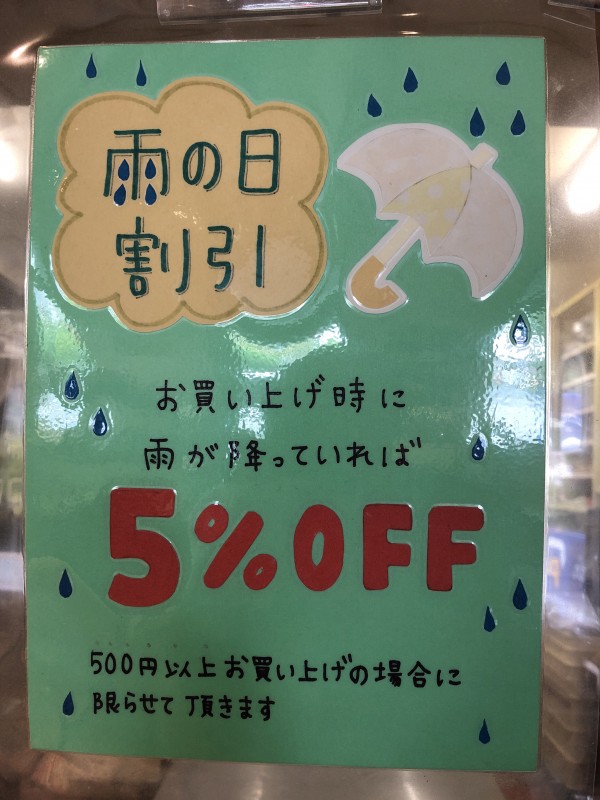 雨の日
割引
お買い上げ時に
雨が降っていれば
5%OFF
500円以上お買い上げの場合に
限らせて頂きます